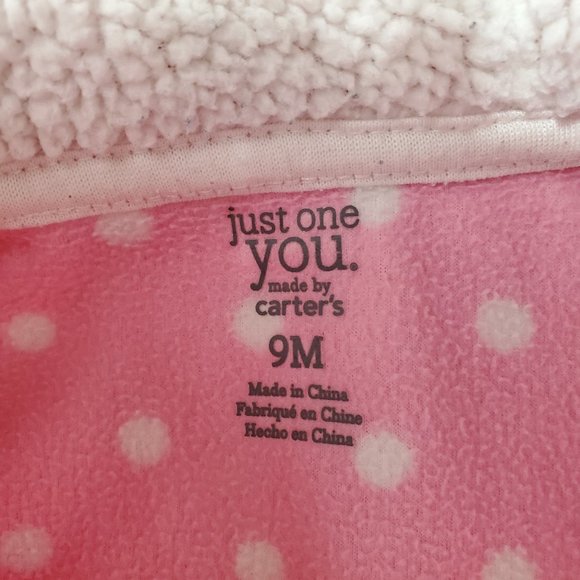 just one
you.
made by
carter's
9M
Made in China
Fabriqué en Chine
Hecho en China